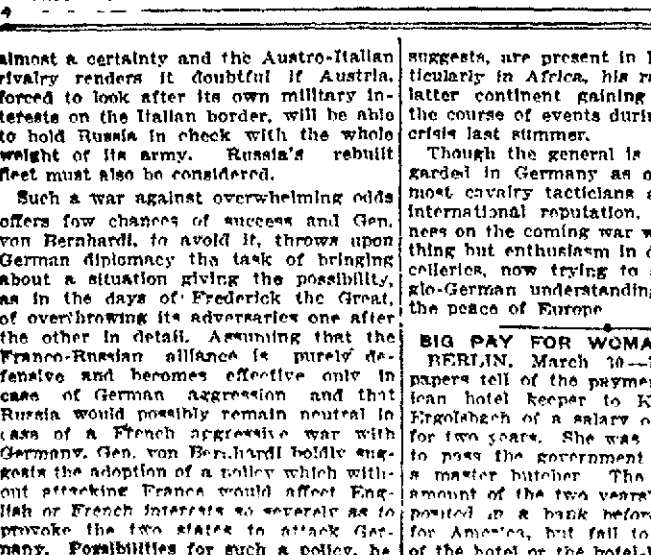 4
almost a certainty and the Austro-Italian
rivalry renders it doubtful if Austria,
forced to look after its own military in-
terests on the Italian border, will be able
to hold Russia in check with the whole
weight of its army. Russia's rebuilt
fleet must also be considered.
Such a war against overwhelming odds
offers few chances of success and Gen.
von Bernhardi, to avoid it, throws upon
German diplomacy the task of bringing
about a situation giving the possibility,
as in the days of Frederick the Great,
of overthrowing its adversaries one after
the other in detail. Assuming that the
Franco-Russian alliance is purely de-
fensive and becomes effective only in
case of German aggression and that
Russia would possibly remain neutral in
case of a French aggressive war with
Germany, Gen. von Bernhardi boldly sug-
gests the adoption of a policy which with-
out attacking France would affect Eng-
lish or French interests so severely as to
provoke the two states to attack Ger-
many. Possibilities for such a policy, he
suggests, are present in
ticularly in Africa, his
latter continent gaining
the course of events duri
crisis last summer.
Though the general is
garded in Germany as o
most cavalry tacticians a
international reputation,
ness on the coming war w
thing but enthusiasm in
celleries, now trying to
glo-German understanding
the peace of Europe
BIG PAY FOR WOMA
BERLIN, March 30—
papers tell of the payme
ican hotel keeper to
Ergolsbach of a salary o
for two years. She was
to pass the government
a master butcher The
amount of the two years'
posited in a bank befor
for America, but fail to
of the hotel or the hotel-